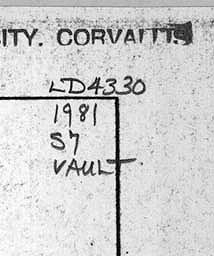 ITY. CORVALLIS
LD4330
1981
S7
VAULT